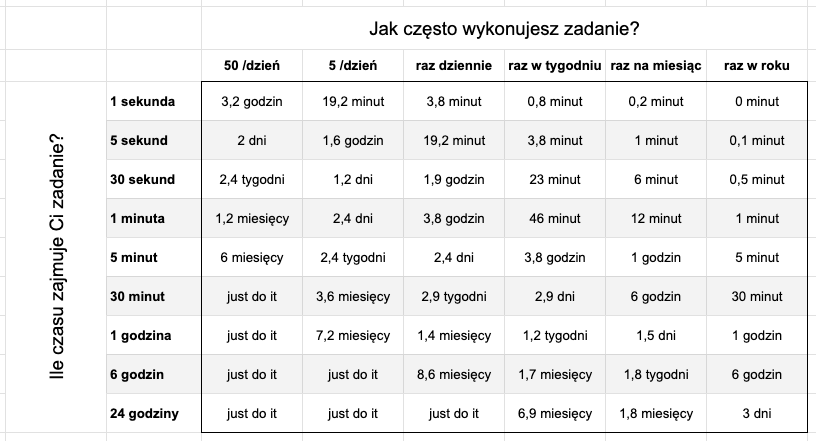 Jak często wykonujesz zadanie?
50 /dzień 5 /dzień raz dziennie raz w tygodniu raz na miesiąc raz w roku
Ile czasu zajmuje Ci zadanie?
1 sekunda 3,2 godzin 19,2 minut 3,8 minut 0,8 minut 0,2 minut 0 minut
5 sekund 2 dni 1,6 godzin 19,2 minut 3,8 minut 1 minut 0,1 minut
30 sekund 2,4 tygodni 1,2 dni 1,9 godzin 23 minut 6 minut 0,5 minut
1 minuta 1,2 miesięcy 2,4 dni 3,8 godzin 46 minut 12 minut 1 minut
5 minut 6 miesięcy 2,4 tygodni 2,4 dni 3,8 godzin 1 godzin 5 minut
30 minut just do it 3,6 miesięcy 2,9 tygodni 2,9 dni 6 godzin 30 minut
1 godzina just do it 7,2 miesięcy 1,4 miesięcy 1,2 tygodni 1,5 dni 1 godzin
6 godzin just do it just do it 8,6 miesięcy 1,7 miesięcy 1,8 tygodni 6 godzin
24 godziny just do it just do it just do it 6,9 miesięcy 1,8 miesięcy 3 dni